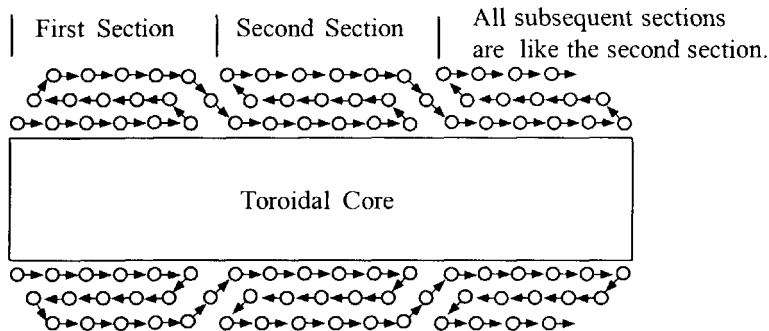 First Section
Second Section
All subsequent sections
are like the second section.
Toroidal Core